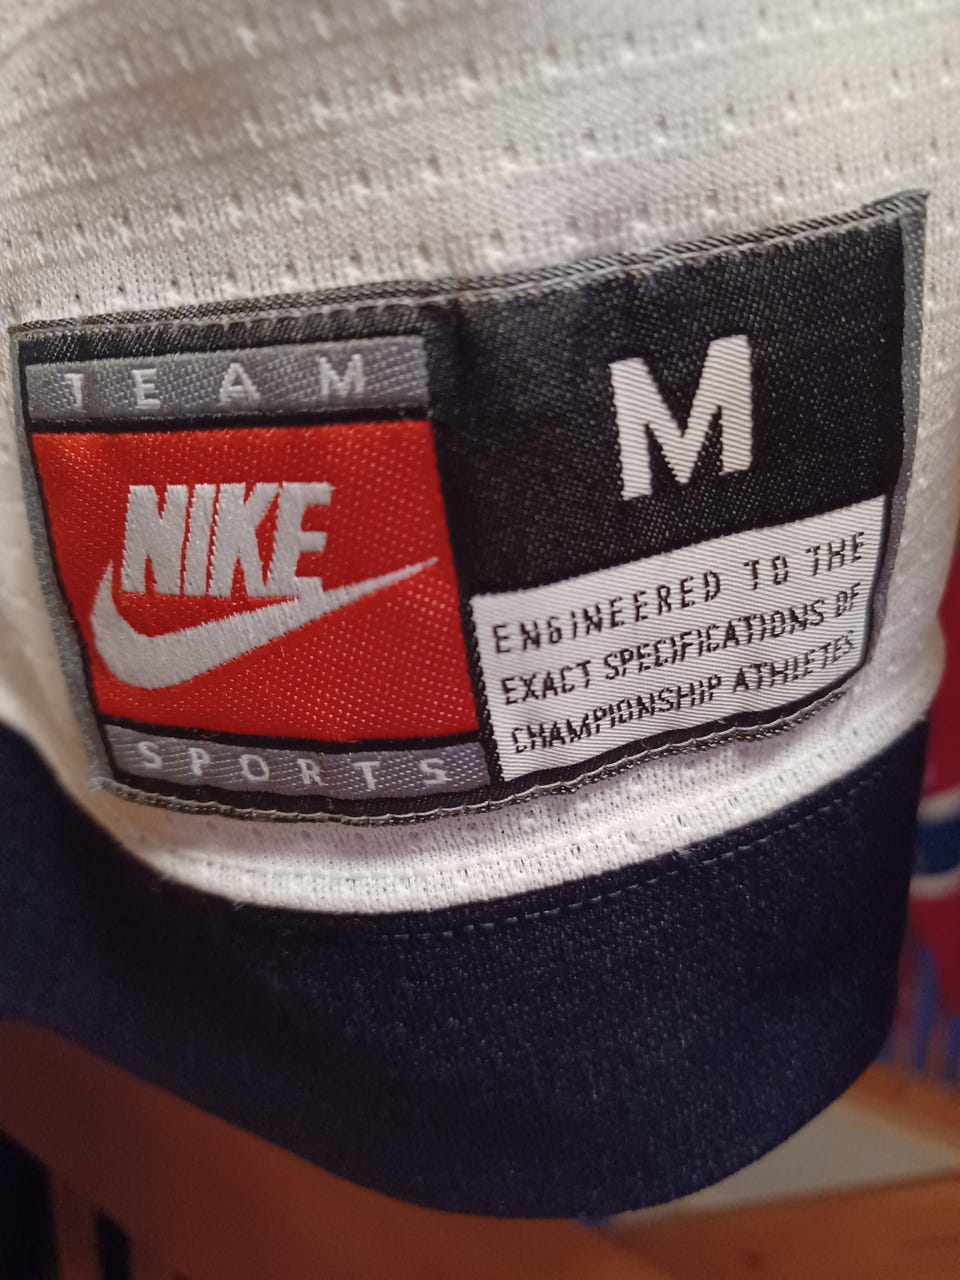 TEAM
NIKE
SPORTS
M
ENGINEERED TO THE
EXACT SPECIFICATIONS OF
CHAMPIONSHIP ATHLETES